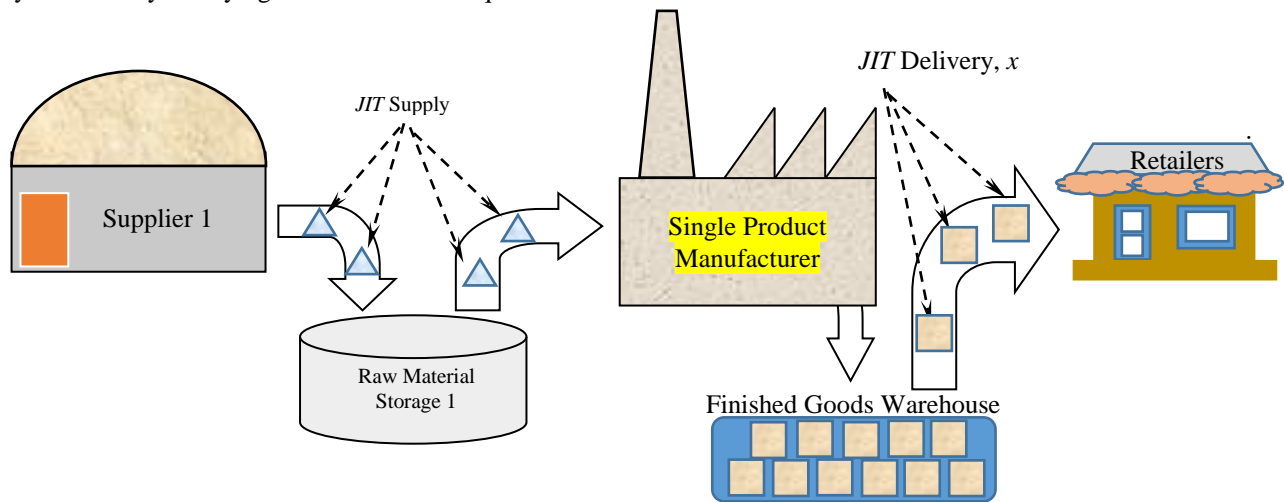 JIT Supply
JIT Delivery, x
Retailers
Supplier 1
Single Product
Manufacturer
Raw Material
Storage 1
Finished Goods Warehouse